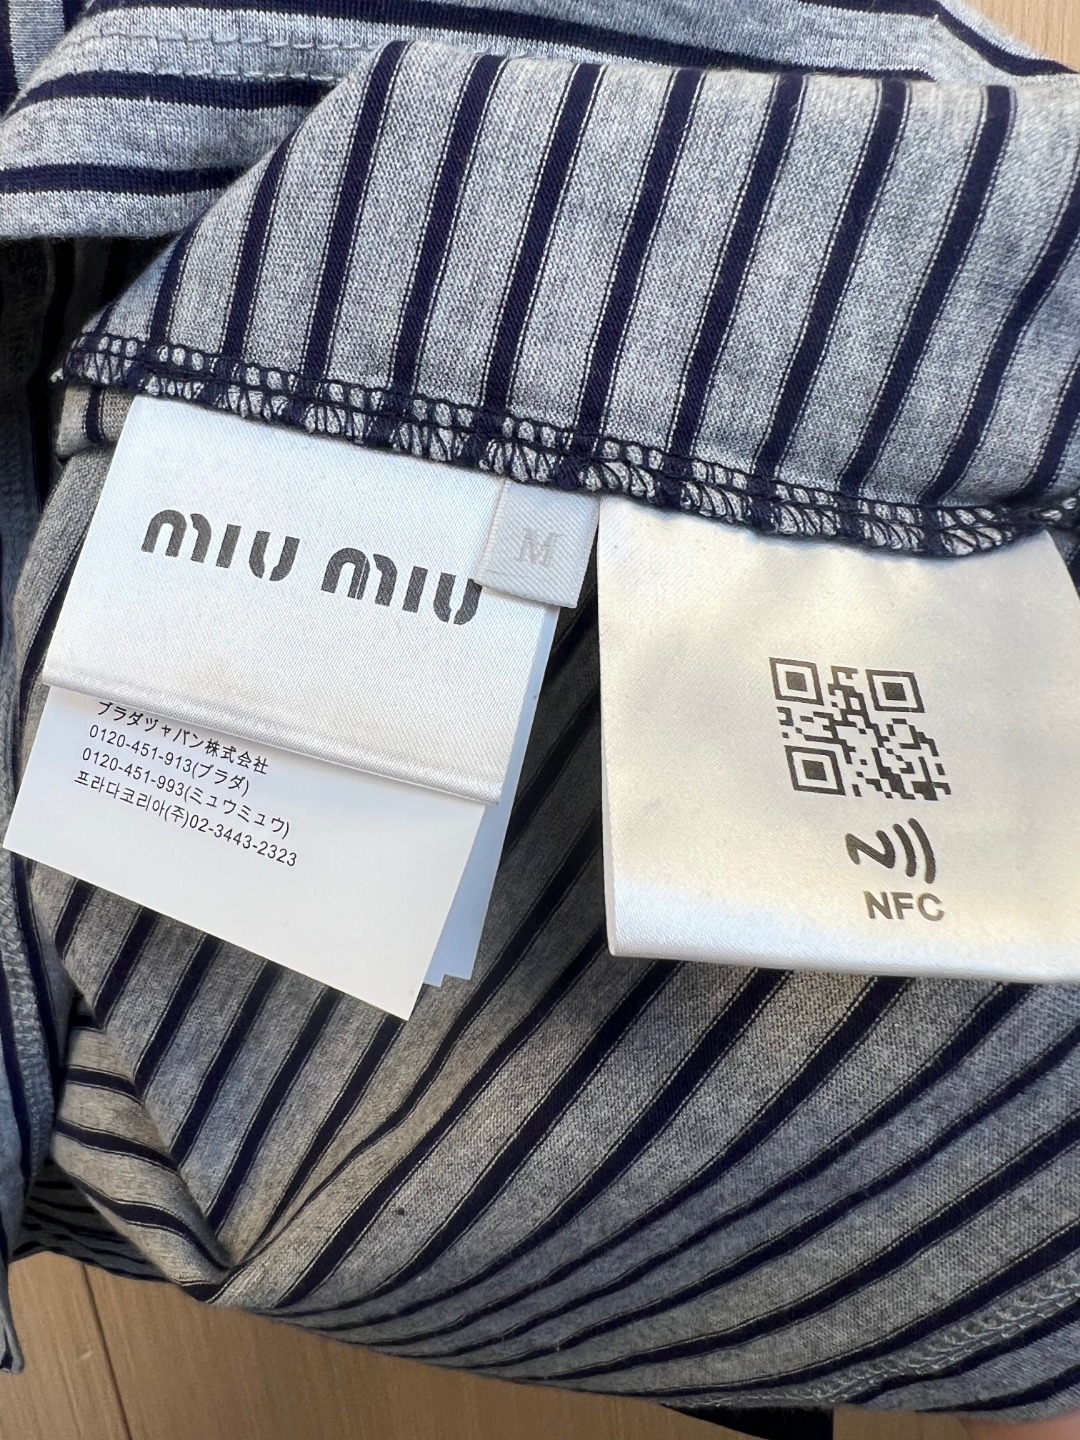 miu miu
M
プラダジャパン株式会社
0120-451-913(プラダ)
0120-451-993(ミュウミュウ)
프라다코리아(주)02-3443-2323
NFC